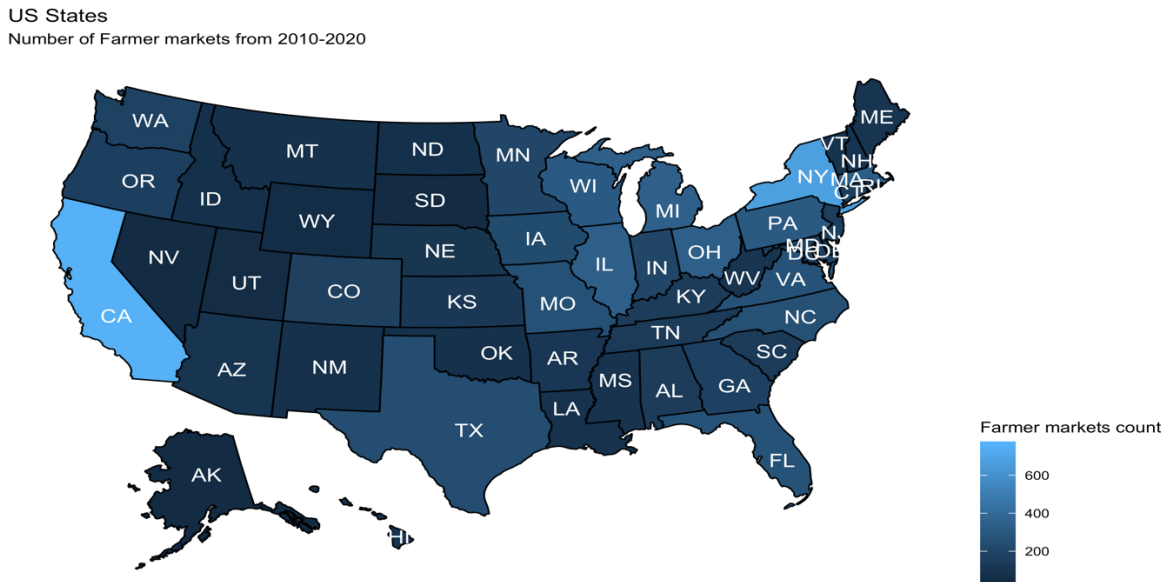 US States
Number of Farmer markets from 2010-2020
ME
WA
VT
MT
ND
MN
NH
OR
WI
NY
MA
RI
ID
SD
MI
CT
WY
PA
IA
NJ
NE
OH
MD
NV
IL
IN
DE
DC
UT
CO
WV
VA
KS
MO
KY
CA
NC
TN
OK
AR
SC
AZ
NM
MS
AL
GA
LA
TX
Farmer markets count
FL
AK
600
400
HI
200